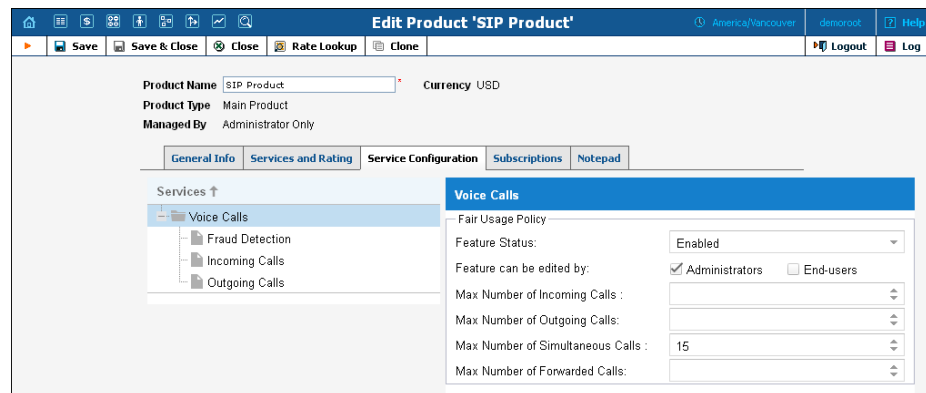 Edit Product 'SIP Product' America/Vancouver demoroot ? Help
Save Save & Close Close Rate Lookup Clone Logout Log
Product Name SIP Product * Currency USD
Product Type Main Product
Managed By Administrator Only
General Info Services and Rating Service Configuration Subscriptions Notepad
Services Voice Calls
Voice Calls Fair Usage Policy
Fraud Detection Feature Status: Enabled
Incoming Calls Feature can be edited by: Administrators End-users
Outgoing Calls Max Number of Incoming Calls :
Max Number of Outgoing Calls:
Max Number of Simultaneous Calls : 15
Max Number of Forwarded Calls: